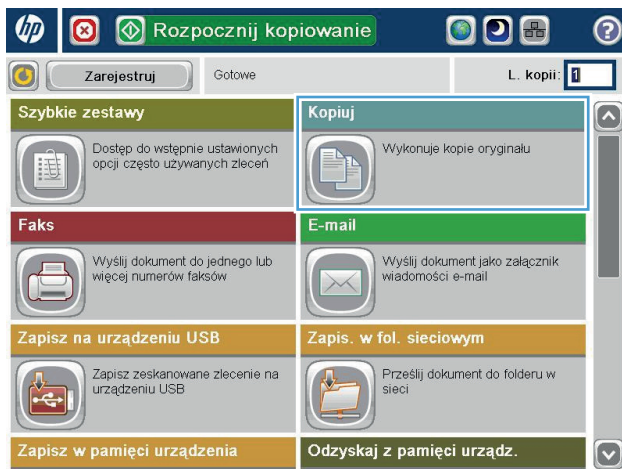 hp
Rozpocznij kopiowanie
?
Zarejestruj
Gotowe
L. kopii: 1
Szybkie zestawy
Dostęp do wstępnie ustawionych
opcji często używanych zleceń
Kopiuj
Wykonuje kopie oryginału
Faks
Wyślij dokument do jednego lub
więcej numerów faksów
E-mail
Wyślij dokument jako załącznik
wiadomości e-mail
Zapisz na urządzeniu USB
Zapisz zeskanowane zlecenie na
urządzeniu USB
Zapis. w fol. sieciowym
Prześlij dokument do folderu w
sieci
Zapisz w pamięci urządzenia
Odzyskaj z pamięci urządz.